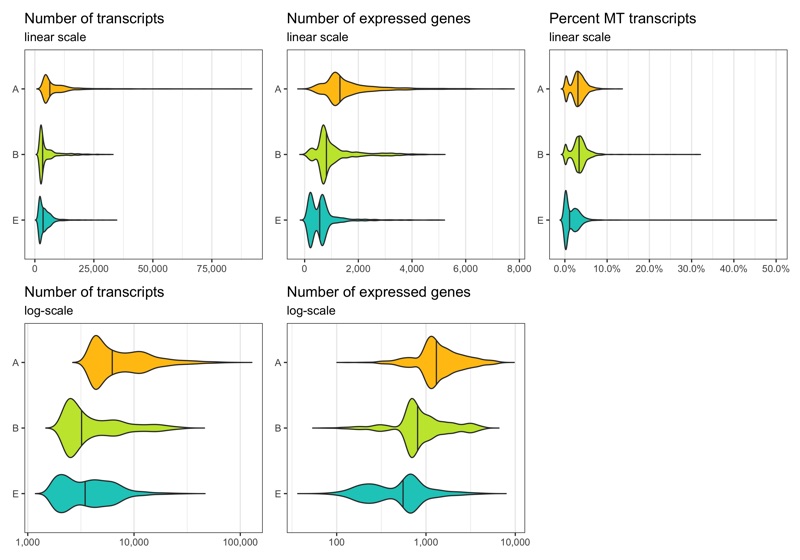 Number of transcripts
linear scale
A
B
E
0
25,000
50,000
75,000
Number of expressed genes
linear scale
A
B
E
0
2,000
4,000
6,000
8,000
Percent MT transcripts
linear scale
A
B
E
0.0%
10.0%
20.0%
30.0%
40.0%
50.0%
Number of transcripts
log-scale
A
B
E
1,000
10,000
100,000
Number of expressed genes
log-scale
A
B
E
100
1,000
10,000